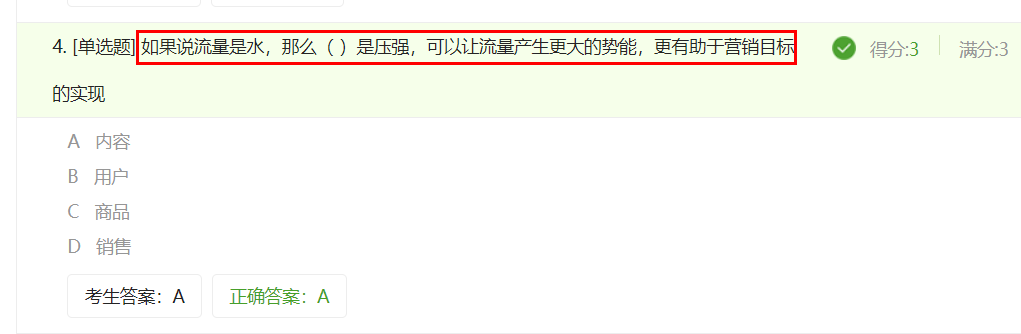 4. [单选题] 如果说流量是水，那么（ ）是压强，可以让流量产生更大的势能，更有助于营销目标 得分:3 满分:3
的实现
A 内容
B 用户
C 商品
D 销售
考生答案：A 正确答案：A